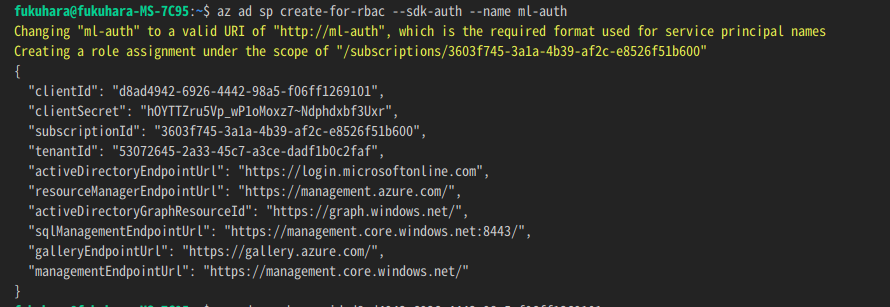 fukuhara@fukuhara-MS-7C95:~$ az ad sp create-for-rbac --sdk-auth --name ml-auth
Changing "ml-auth" to a valid URI of "http://ml-auth", which is the required format used for service principal names
Creating a role assignment under the scope of "/subscriptions/3603f745-3a1a-4b39-af2c-e8526f51b600"
{
  "clientId": "d8ad4942-6926-4442-98a5-f06ff1269101",
  "clientSecret": "hOYTTZru5Vp_wP1oMoxz7~Ndphdxbf3Uxr",
  "subscriptionId": "3603f745-3a1a-4b39-af2c-e8526f51b600",
  "tenantId": "53072645-2a33-45c7-a3ce-dadf1b0c2faf",
  "activeDirectoryEndpointUrl": "https://login.microsoftonline.com",
  "resourceManagerEndpointUrl": "https://management.azure.com/",
  "activeDirectoryGraphResourceId": "https://graph.windows.net/",
  "sqlManagementEndpointUrl": "https://management.core.windows.net:8443/",
  "galleryEndpointUrl": "https://gallery.azure.com/",
  "managementEndpointUrl": "https://management.core.windows.net/"
}